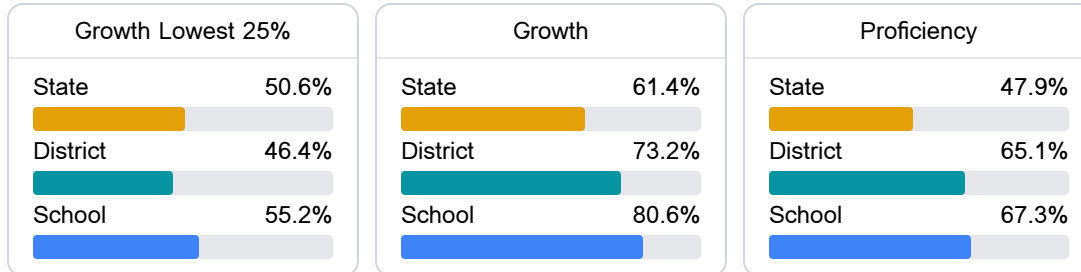 Growth Lowest 25%
State 50.6%
District 46.4%
School 55.2%
Growth
State 61.4%
District 73.2%
School 80.6%
Proficiency
State 47.9%
District 65.1%
School 67.3%